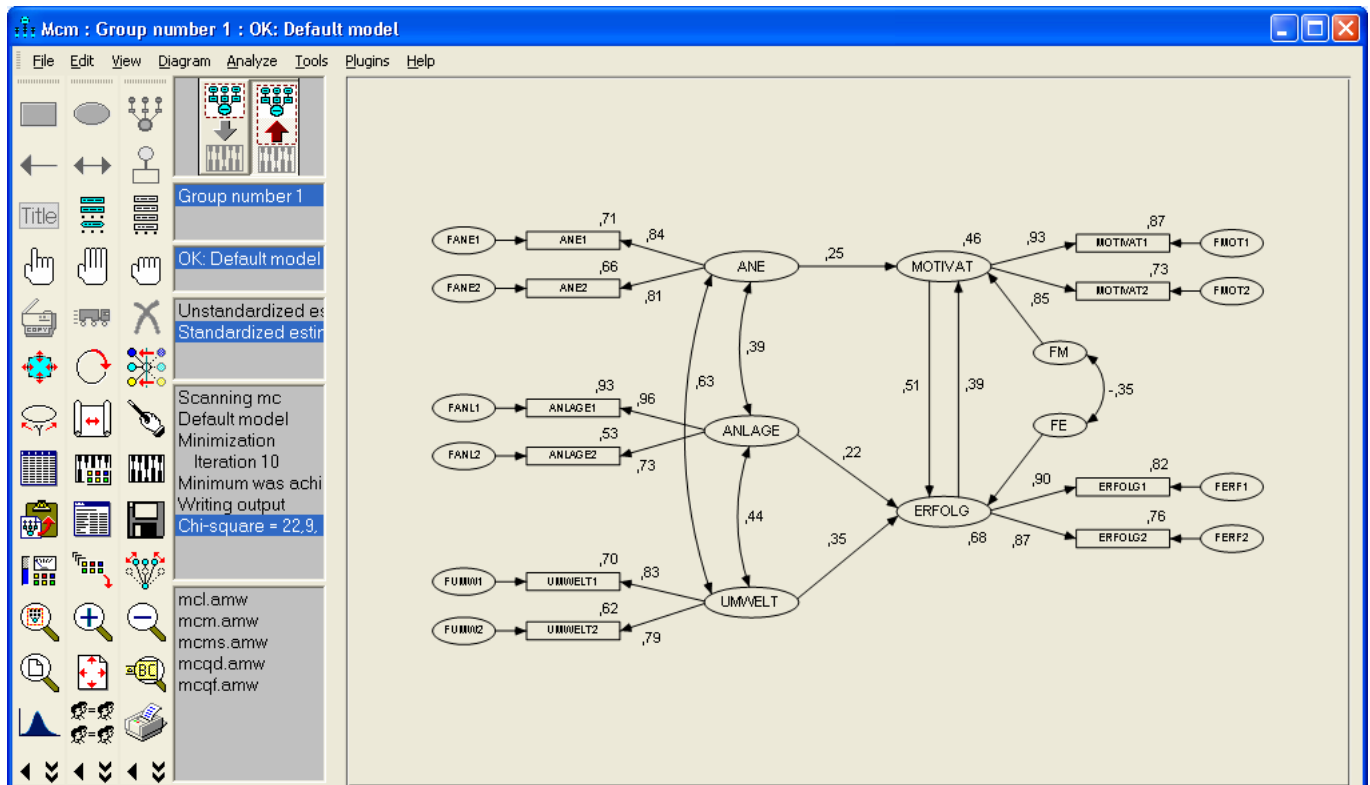 Mcm : Group number 1 : OK: Default model
File Edit View Diagram Analyze Tools Plugins Help
Title
COPY
Group number 1
OK: Default model
Unstandardized es
Standardized estin
Scanning mc
Default model
Minimization
Iteration 10
Minimum was achi
Writing output
Chi-square = 22,9,
mcl.amw
mcm.amw
mcms.amw
mcqd.amw
mcqf.amw
,71
FANE1 ANE1 ,84
,66
FANE2 ANE2
,81
ANE ,25
,46
MOTIVAT
,93 ,87
MOTIVAT1 FMOT1
,73
MOTIVAT2 FMOT2
,85
FM
-,35
FE
,63
,39
,51
,39
,93
FANL1 ANLAGE1 ,96
,53
FANL2 ANLAGE2
,73
ANLAGE
,22
,44
,35
ERFOLG
,68
,90 ,82
ERFOLG1 FERF1
,76
,87 ERFOLG2 FERF2
,70
FUMW1 UMWELT1 ,83
,62
FUMW2 UMWELT2
,79
UMWELT